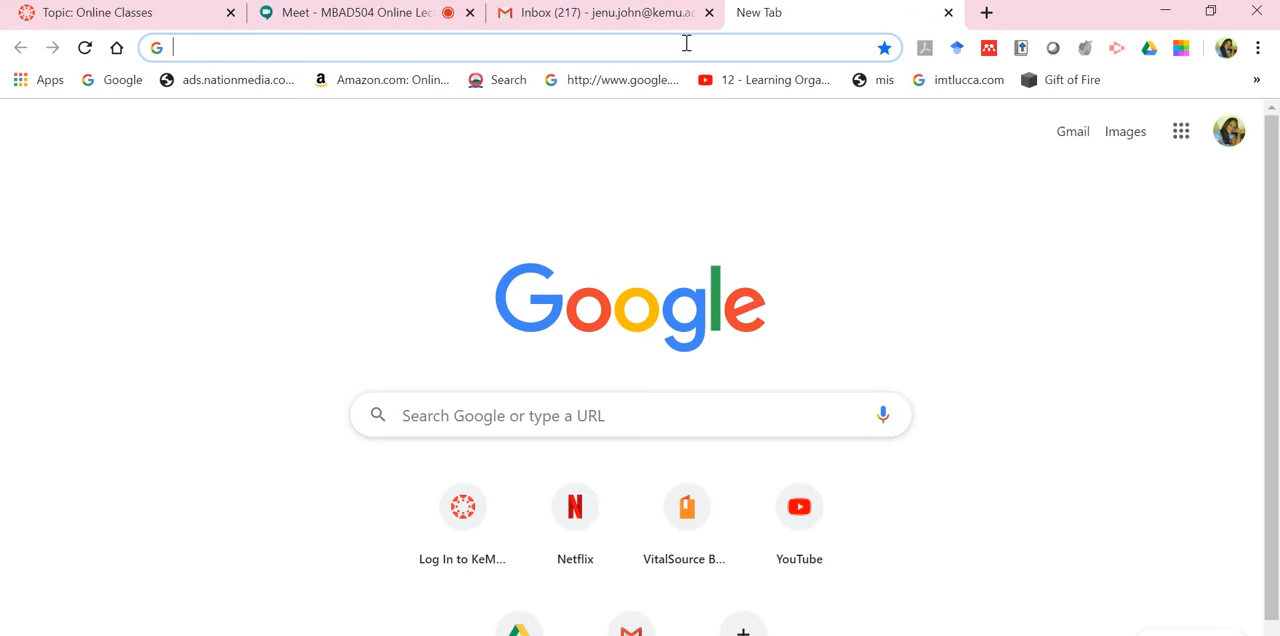 Topic: Online Classes
Meet - MBAD504 Online Lec
Inbox (217) - jenu.john@kemu.ac
New Tab
Apps
Google
ads.nationmedia.co...
Amazon.com: Onlin...
Search
http://www.google....
12 - Learning Orga...
mis
imtlucca.com
Gift of Fire
»
Gmail
Images
Google
Search Google or type a URL
Log In to KeM...
Netflix
VitalSource B...
YouTube